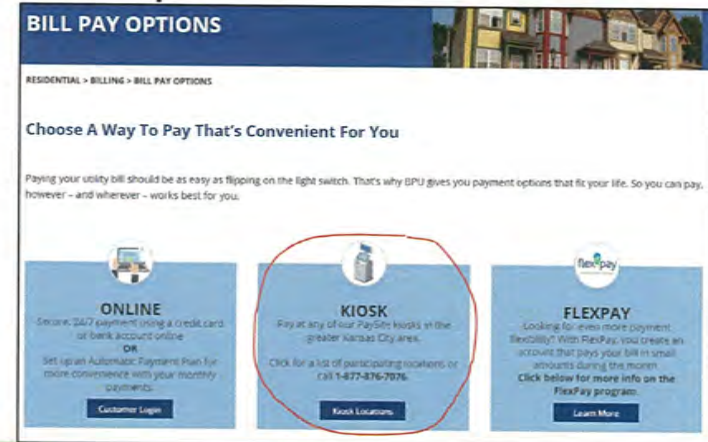 BILL PAY OPTIONS
RESIDENTIAL > BILLING > BILL PAY OPTIONS
Choose A Way To Pay That's Convenient For You
Paying your utility bill should be as easy as flipping on the light switch. That's why BPU gives you payment options that fit your life. So you can pay,
however – and wherever – works best for you.
ONLINE
Secure, 24/7 payment using a credit card
or bank account online
OR
Set up an Automatic Payment Plan for
more convenience with your monthly
payments.
Customer Login
KIOSK
Pay at any of our PaySite kiosks in the
greater Kansas City area.
Click for a list of participating locations or
call 1-877-876-7076.
Kiosk Locations
flexpay
FLEXPAY
Looking for even more payment
flexibility? With FlexPay, you create an
account that pays your bill in small
amounts during the month
Click below for more info on the
FlexPay program.
Learn More